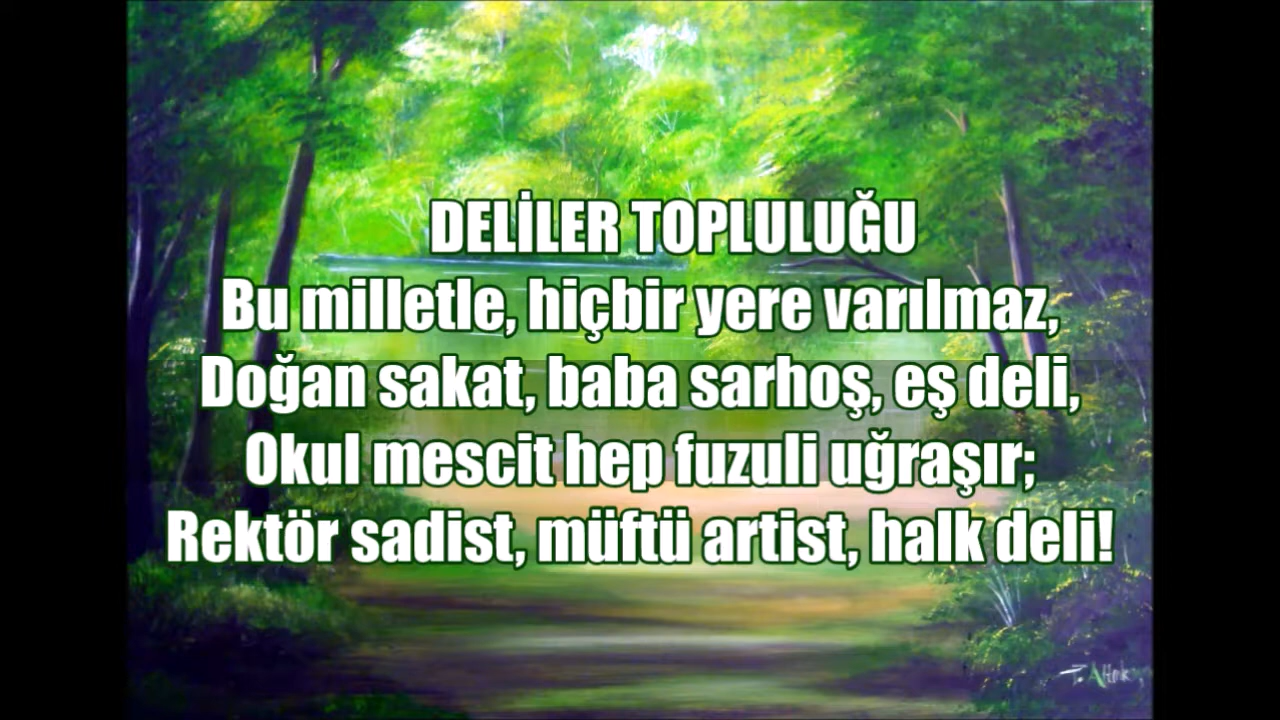 DELİLER TOPLULUĞU
Bu milletle, hiçbir yere varılmaz,
Doğan sakat, baba sarhoş, eş deli,
Okul mescit hep fuzuli uğraşır;
Rektör sadist, müftü artist, halk deli!